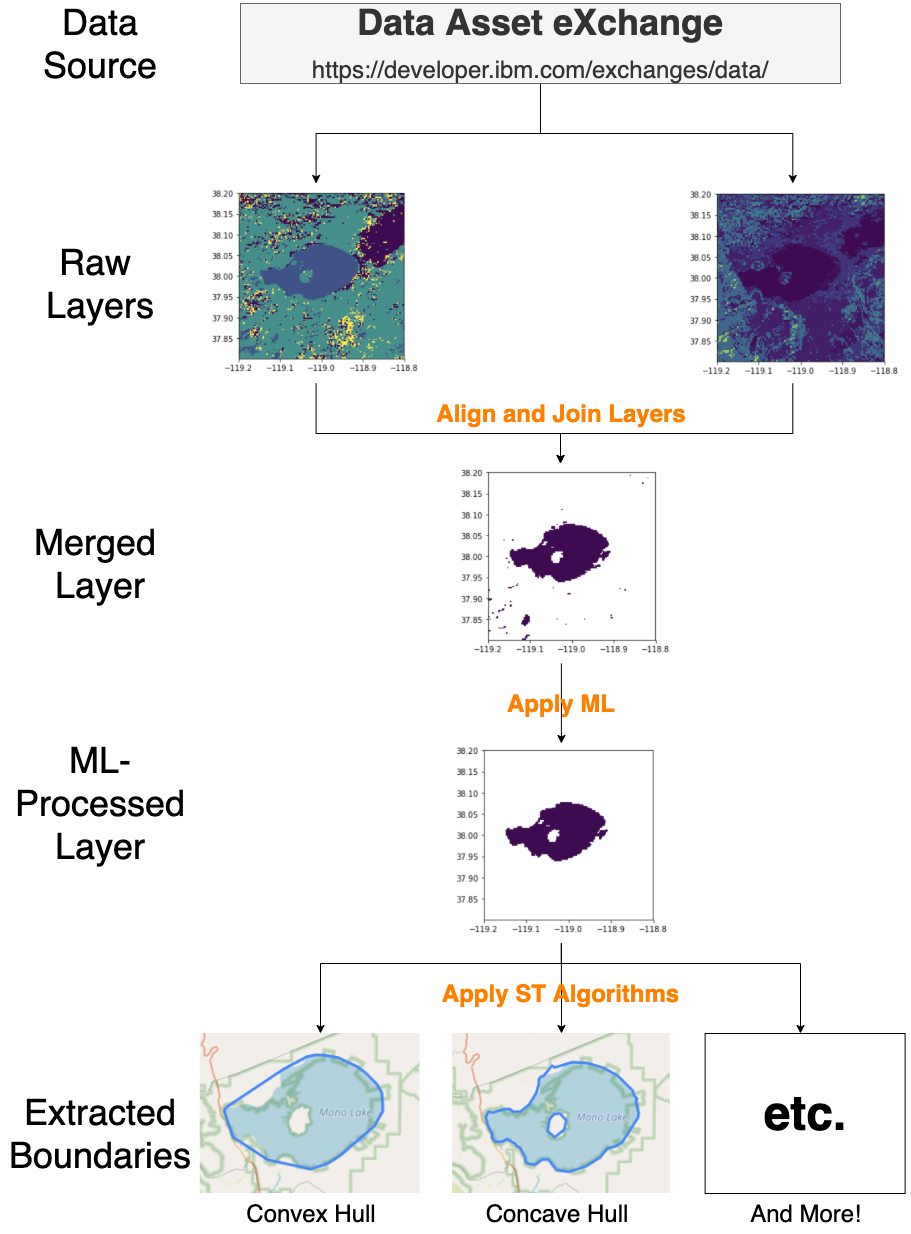 Data
Source
Data Asset eXchange
https://developer.ibm.com/exchanges/data/
Raw
Layers
38.20
38.15
38.10
38.05
38.00
37.95
37.90
37.85
−119.2 −119.1 −119.0 −118.9 −118.8
38.20
38.15
38.10
38.05
38.00
37.95
37.90
37.85
−119.2 −119.1 −119.0 −118.9 −118.8
Align and Join Layers
Merged
Layer
38.20
38.15
38.10
38.05
38.00
37.95
37.90
37.85
−119.2 −119.1 −119.0 −118.9 −118.8
Apply ML
ML-
Processed
Layer
38.20
38.15
38.10
38.05
38.00
37.95
37.90
37.85
−119.2 −119.1 −119.0 −118.9 −118.8
Apply ST Algorithms
Extracted
Boundaries
Mono Lake
Mono Lake
etc.
Convex Hull
Concave Hull
And More!